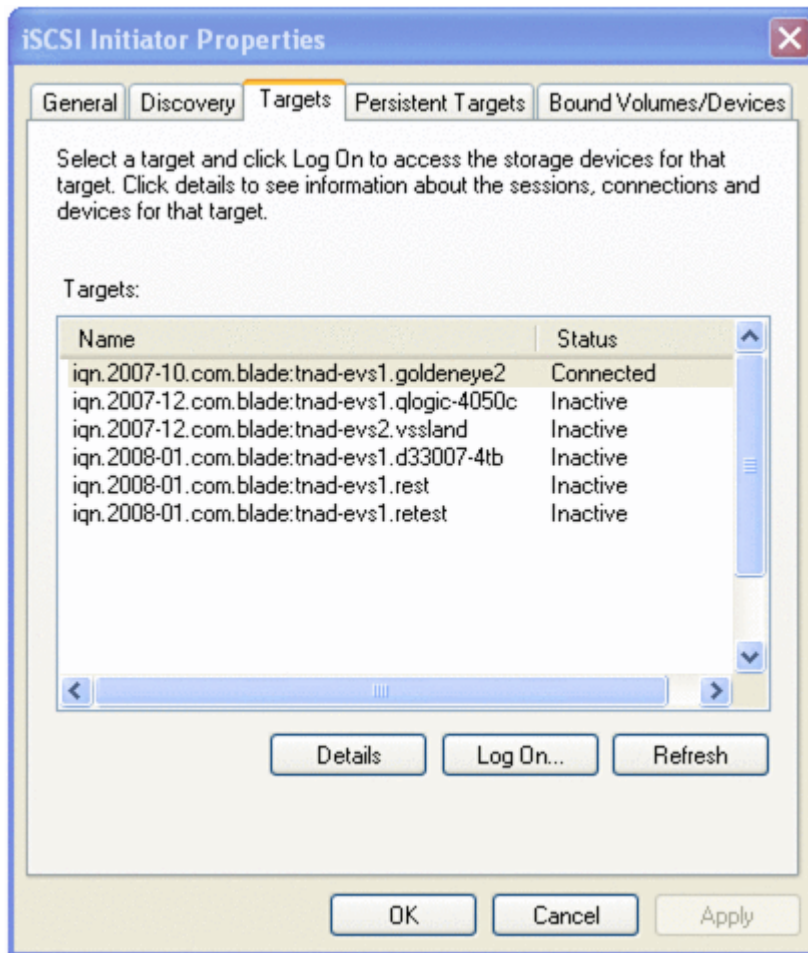 iSCSI Initiator Properties
General Discovery Targets Persistent Targets Bound Volumes/Devices
Select a target and click Log On to access the storage devices for that
target. Click details to see information about the sessions, connections and
devices for that target.
Targets:
Name Status
iqn.2007-10.com.blade:tnad-evs1.goldeneye2 Connected
iqn.2007-12.com.blade:tnad-evs1.qlogic-4050c Inactive
iqn.2007-12.com.blade:tnad-evs2.vssland Inactive
iqn.2008-01.com.blade:tnad-evs1.d33007-4tb Inactive
iqn.2008-01.com.blade:tnad-evs1.rest Inactive
iqn.2008-01.com.blade:tnad-evs1.retest Inactive
Details Log On... Refresh
OK Cancel Apply